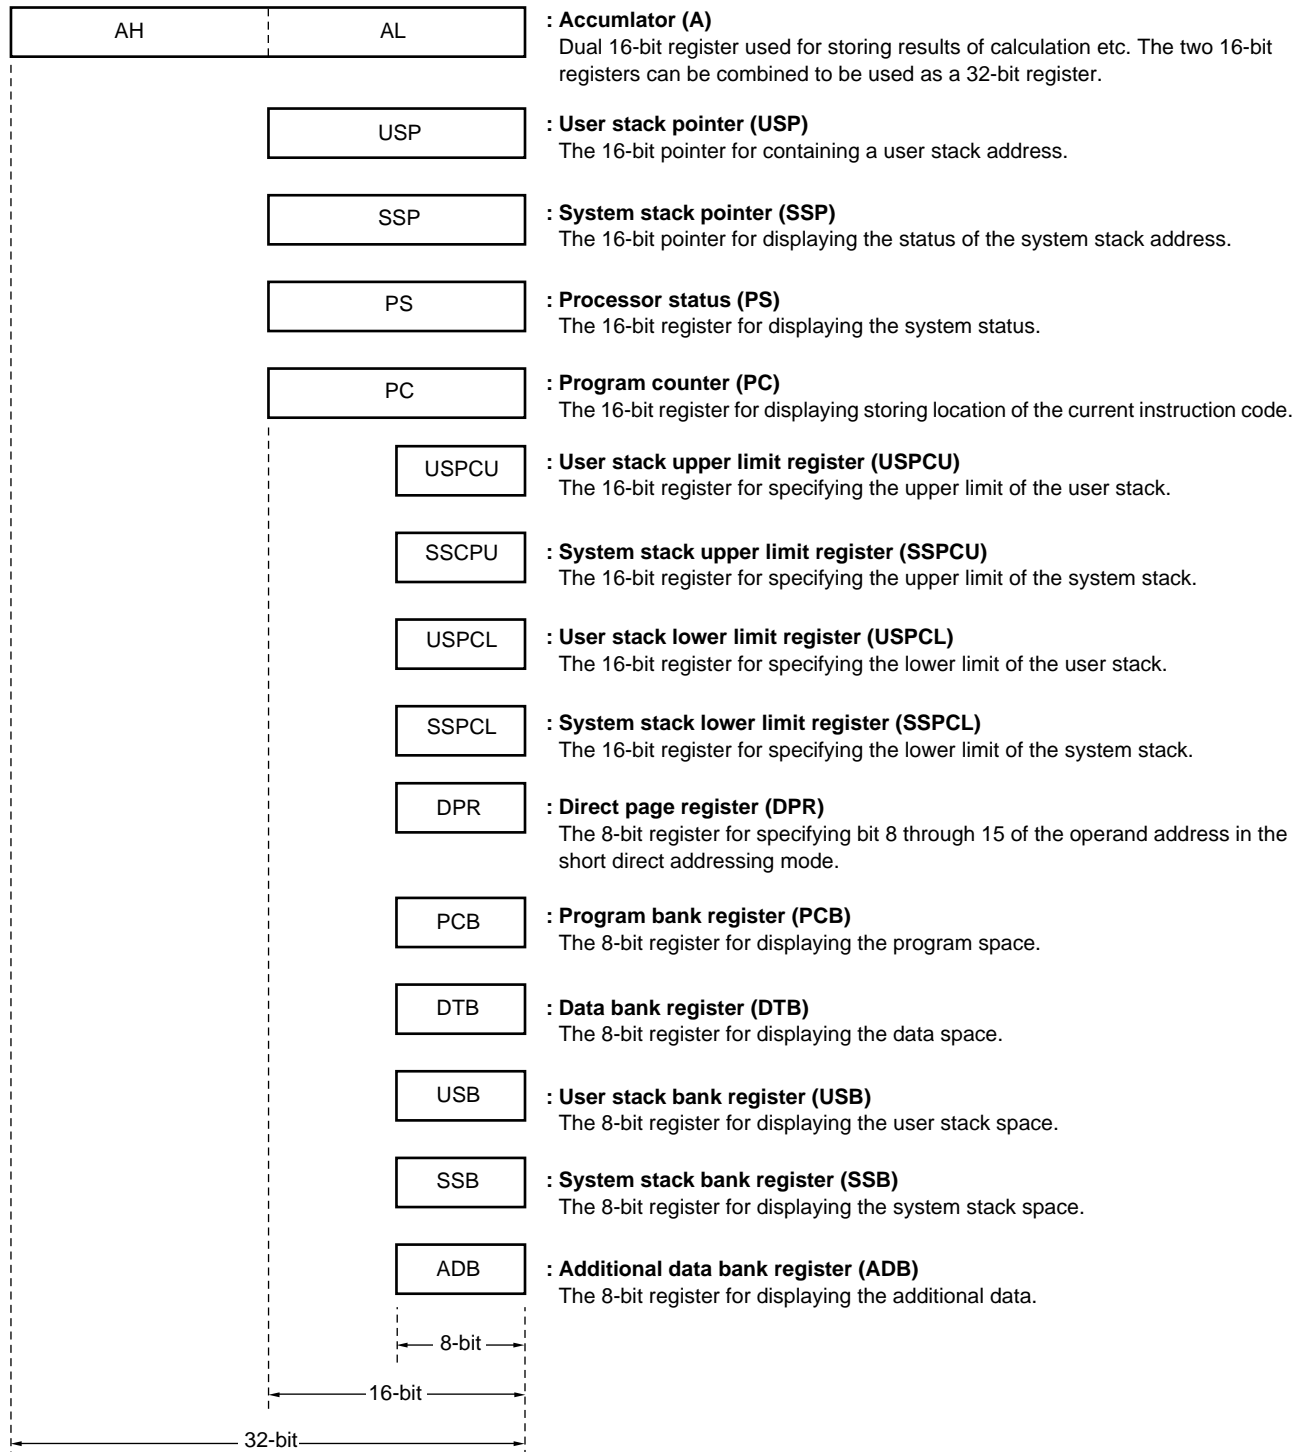 AH AL : Accumlator (A)
Dual 16-bit register used for storing results of calculation etc. The two 16-bit
registers can be combined to be used as a 32-bit register.
USP : User stack pointer (USP)
The 16-bit pointer for containing a user stack address.
SSP : System stack pointer (SSP)
The 16-bit pointer for displaying the status of the system stack address.
PS : Processor status (PS)
The 16-bit register for displaying the system status.
PC : Program counter (PC)
The 16-bit register for displaying storing location of the current instruction code.
USPCU : User stack upper limit register (USPCU)
The 16-bit register for specifying the upper limit of the user stack.
SSCPU : System stack upper limit register (SSPCU)
The 16-bit register for specifying the upper limit of the system stack.
USPCL : User stack lower limit register (USPCL)
The 16-bit register for specifying the lower limit of the user stack.
SSPCL : System stack lower limit register (SSPCL)
The 16-bit register for specifying the lower limit of the system stack.
DPR : Direct page register (DPR)
The 8-bit register for specifying bit 8 through 15 of the operand address in the
short direct addressing mode.
PCB : Program bank register (PCB)
The 8-bit register for displaying the program space.
DTB : Data bank register (DTB)
The 8-bit register for displaying the data space.
USB : User stack bank register (USB)
The 8-bit register for displaying the user stack space.
SSB : System stack bank register (SSB)
The 8-bit register for displaying the system stack space.
ADB : Additional data bank register (ADB)
The 8-bit register for displaying the additional data.
8-bit
16-bit
32-bit